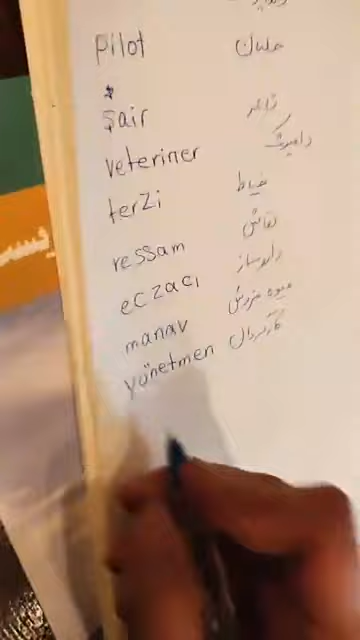 pilot خلبان
şair شاعر
veteriner دامپزشک
terzi خیاط
ressam نقاش
eczacı داروساز
manav میوه فروش
yönetmen کارگردان